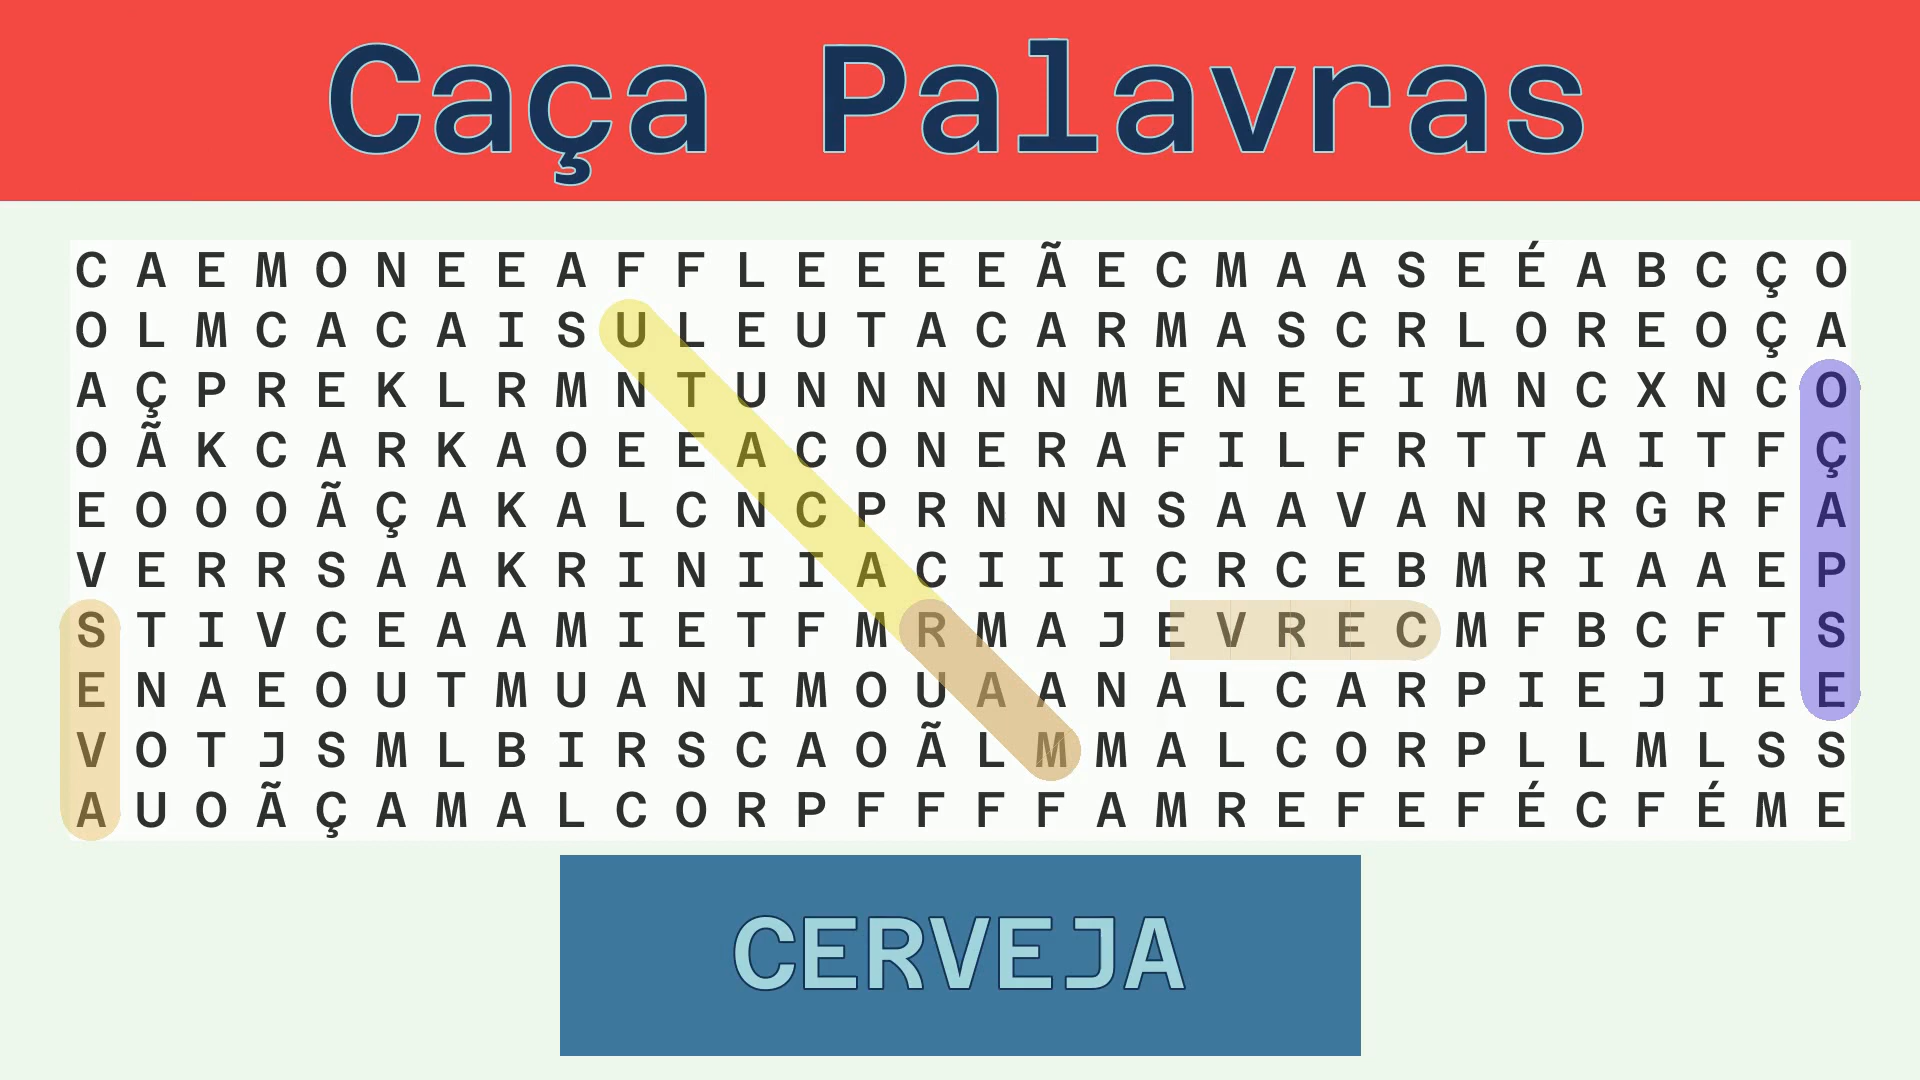 Caça Palavras
C A E M O N E E A F F L E E E E Ã E C M A A S E É A B C Ç O
O L M C A C A I S U L E U T A C A R M A S C R L O R E O Ç A
A Ç P R E K L R M N T U N N N N N M E N E E I M N C X N C O
O Ã K C A R K A O E E A C O N E R A F I L F R T T A I T F Ç
E O O O Ã Ç A K A L C N C P R N N N S A A V A N R R G R F A
V E R R S A A K R I N I I A C I I I C R C E B M R I A A E P
S T I V C E A A M I E T F M R M A J E V R E C M F B C F T S
E N A E O U T M U A N I M O U A A N A L C A R P I E J I E E
V O T J S M L B I R S C A O Ã L M M A L C O R P L L M L S S
A U O Ã Ç A M A L C O R P F F F F A M R E F E F É C F É M E
CERVEJA